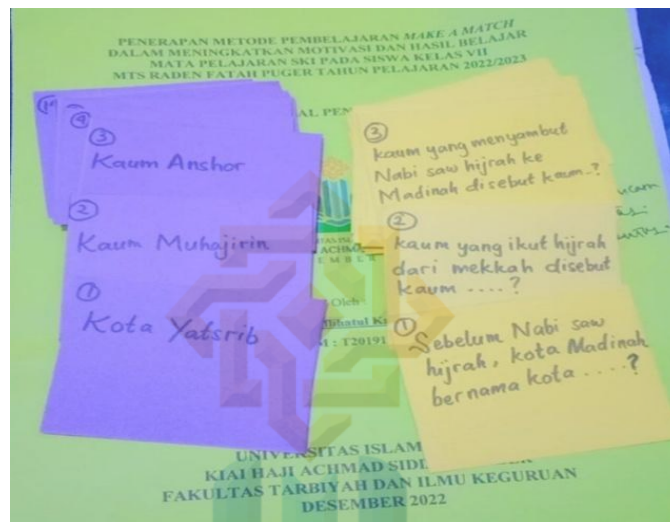 PENERAPAN METODE PEMBELAJARAN MAKE A MATCH
DALAM MENINGKATKAN MOTIVASI DAN HASIL BELAJAR
MATA PELAJARAN SKI PADA SISWA KELAS VII
MTS RADEN FATAH PUGER TAHUN PELAJARAN 2022/2023
④
③
Kaum Anshor
②
Kaum Muhajirin
①
Kota Yatsrib
③
kaum yang menyambut
Nabi saw hijrah ke
Madinah disebut kaum..?
②
kaum yang ikut hijrah
dari mekkah disebut
kaum ....?
①
Sebelum Nabi saw
hijrah, kota Madinah
bernama kota ....?
Oleh
: T20191
UNIVERSITAS ISLAM
KIAI HAJI ACHMAD
FAKULTAS TARBIYAH DAN ILMU KEGURUAN
DESEMBER 2022